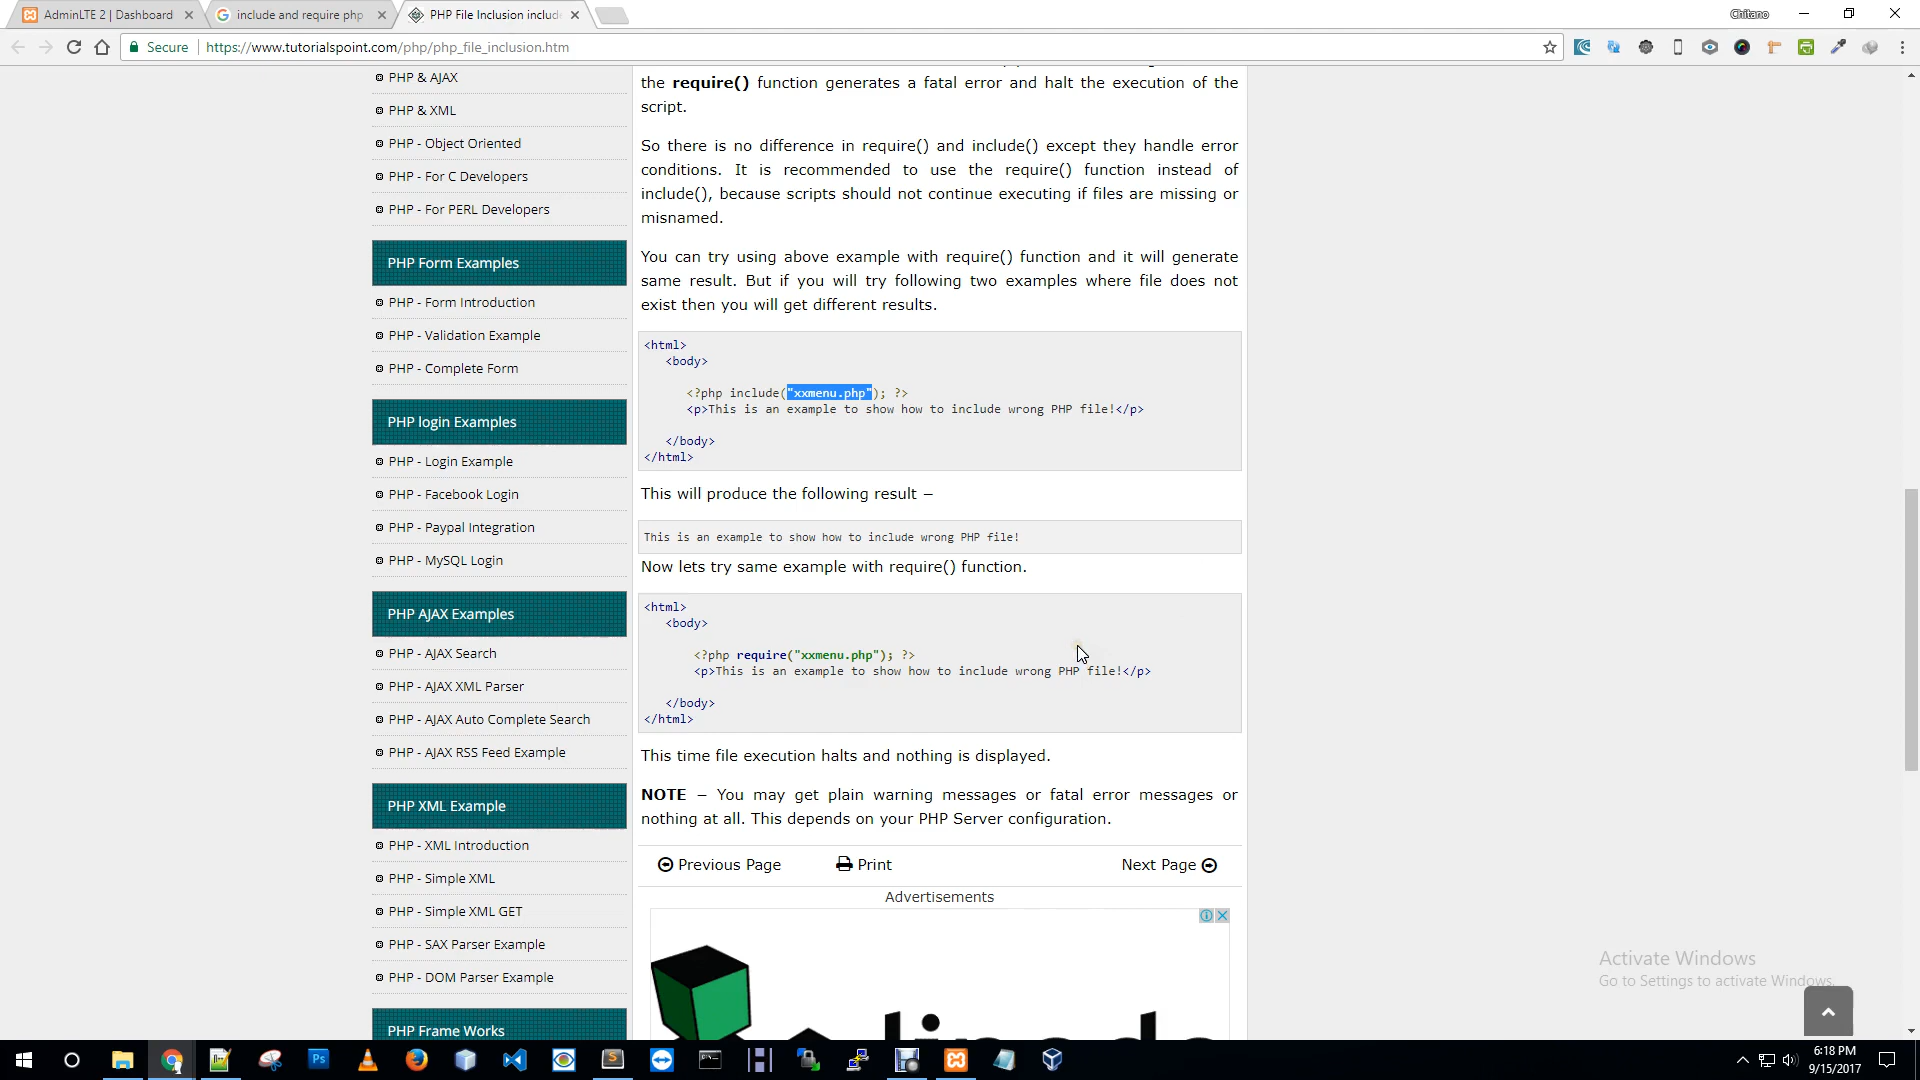 AdminLTE 2 | Dashboard
include and require php
PHP File Inclusion includ
Chitano
Secure
https://www.tutorialspoint.com/php/php_file_inclusion.htm
PHP & AJAX
PHP & XML
PHP - Object Oriented
PHP - For C Developers
PHP - For PERL Developers
PHP Form Examples
PHP - Form Introduction
PHP - Validation Example
PHP - Complete Form
PHP login Examples
PHP - Login Example
PHP - Facebook Login
PHP - Paypal Integration
PHP - MySQL Login
PHP AJAX Examples
PHP - AJAX Search
PHP - AJAX XML Parser
PHP - AJAX Auto Complete Search
PHP - AJAX RSS Feed Example
PHP XML Example
PHP - XML Introduction
PHP - Simple XML
PHP - Simple XML GET
PHP - SAX Parser Example
PHP - DOM Parser Example
PHP Frame Works
the require() function generates a fatal error and halt the execution of the
script.
So there is no difference in require() and include() except they handle error
conditions. It is recommended to use the require() function instead of
include(), because scripts should not continue executing if files are missing or
misnamed.
You can try using above example with require() function and it will generate
same result. But if you will try following two examples where file does not
exist then you will get different results.
<html>
<body>
<?php include("xxmenu.php"); ?>
<p>This is an example to show how to include wrong PHP file!</p>
</body>
</html>
This will produce the following result −
This is an example to show how to include wrong PHP file!
Now lets try same example with require() function.
<html>
<body>
<?php require("xxmenu.php"); ?>
<p>This is an example to show how to include wrong PHP file!</p>
</body>
</html>
This time file execution halts and nothing is displayed.
NOTE − You may get plain warning messages or fatal error messages or
nothing at all. This depends on your PHP Server configuration.
Previous Page
Print
Next Page
Advertisements
Activate Windows
Go to Settings to activate Windows.
Ps
6:18 PM
9/15/2017